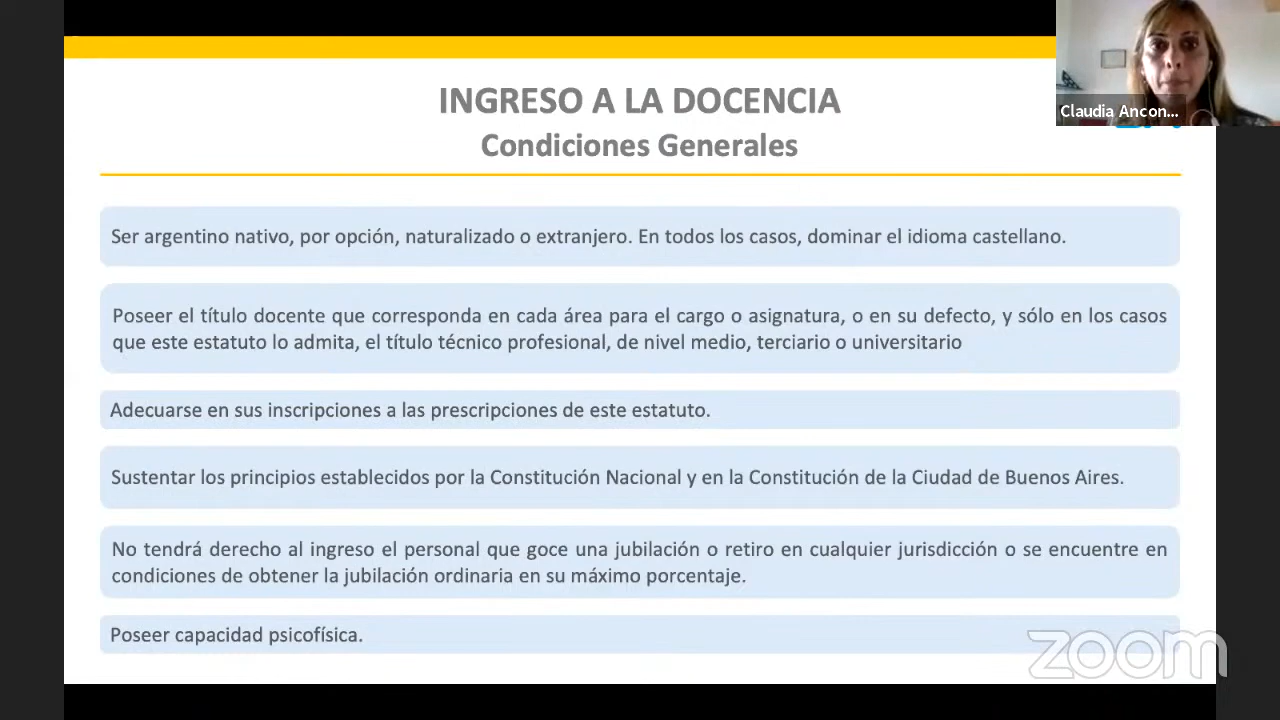 INGRESO A LA DOCENCIA
Condiciones Generales
Claudia Ancon...
Ser argentino nativo, por opción, naturalizado o extranjero. En todos los casos, dominar el idioma castellano.
Poseer el título docente que corresponda en cada área para el cargo o asignatura, o en su defecto, y sólo en los casos
que este estatuto lo admita, el título técnico profesional, de nivel medio, terciario o universitario
Adecuarse en sus inscripciones a las prescripciones de este estatuto.
Sustentar los principios establecidos por la Constitución Nacional y en la Constitución de la Ciudad de Buenos Aires.
No tendrá derecho al ingreso el personal que goce una jubilación o retiro en cualquier jurisdicción o se encuentre en
condiciones de obtener la jubilación ordinaria en su máximo porcentaje.
Poseer capacidad psicofísica.
zoom